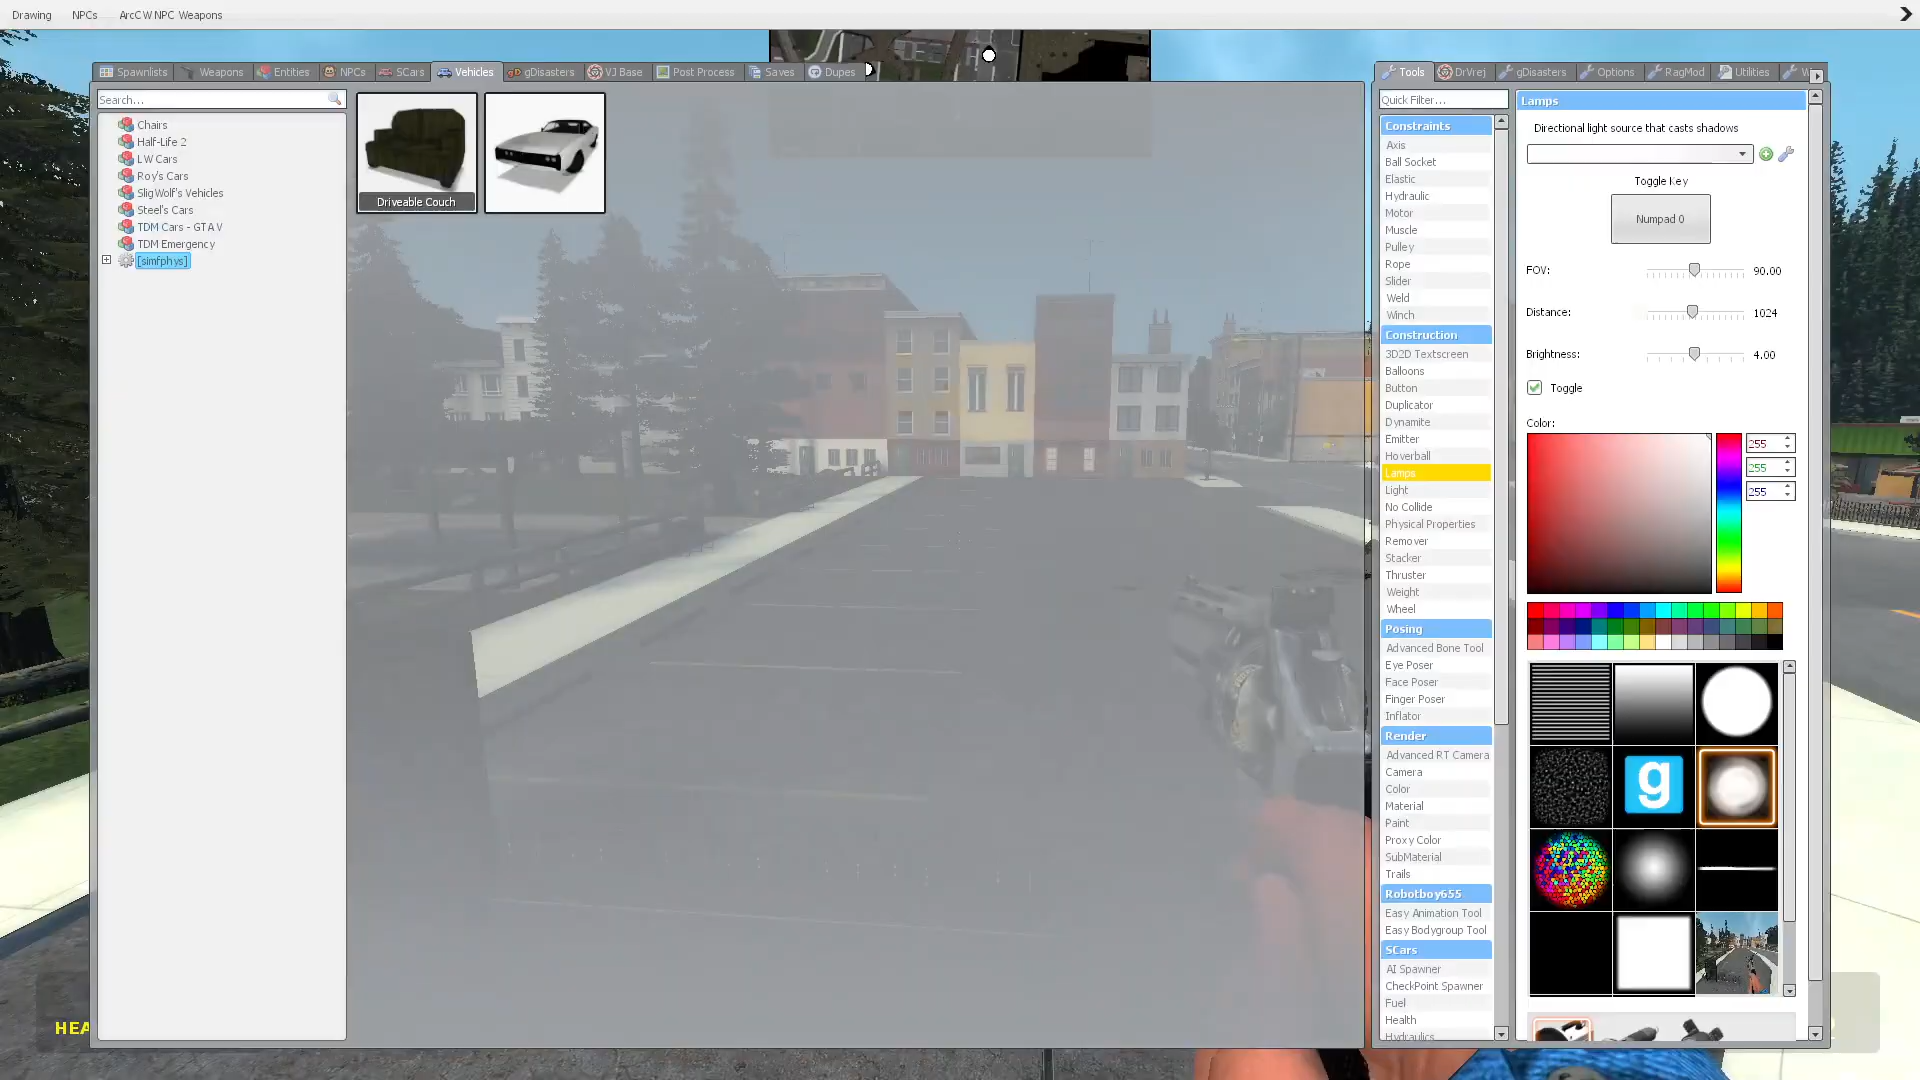 Drawing NPCs ArcCW NPC Weapons
Spawnlists Weapons Entities NPCs SCars Vehicles gDisasters VJ Base Post Process Saves Dupes
Search...
Chairs
Half-Life 2
LW Cars
Roy's Cars
SligWolf's Vehicles
Steel's Cars
TDM Cars - GTA V
TDM Emergency
[simfphys]
Driveable Couch
Tools DrVrej gDisasters Options RagMod Utilities
Quick Filter...
Constraints
Axis
Ball Socket
Elastic
Hydraulic
Motor
Muscle
Pulley
Rope
Slider
Weld
Winch
Construction
3D2D Textscreen
Balloons
Button
Duplicator
Dynamite
Emitter
Hoverball
Lamps
Light
No Collide
Physical Properties
Remover
Stacker
Thruster
Weight
Wheel
Posing
Advanced Bone Tool
Eye Poser
Face Poser
Finger Poser
Inflator
Render
Advanced RT Camera
Camera
Color
Material
Paint
Proxy Color
SubMaterial
Trails
Robotboy655
Easy Animation Tool
Easy Bodygroup Tool
SCars
AI Spawner
CheckPoint Spawner
Fuel
Health
Hydraulics
Lamps
Directional light source that casts shadows
Toggle Key
Numpad 0
FOV: 90.00
Distance: 1024
Brightness: 4.00
Toggle
Color:
255
255
255
g
HEA